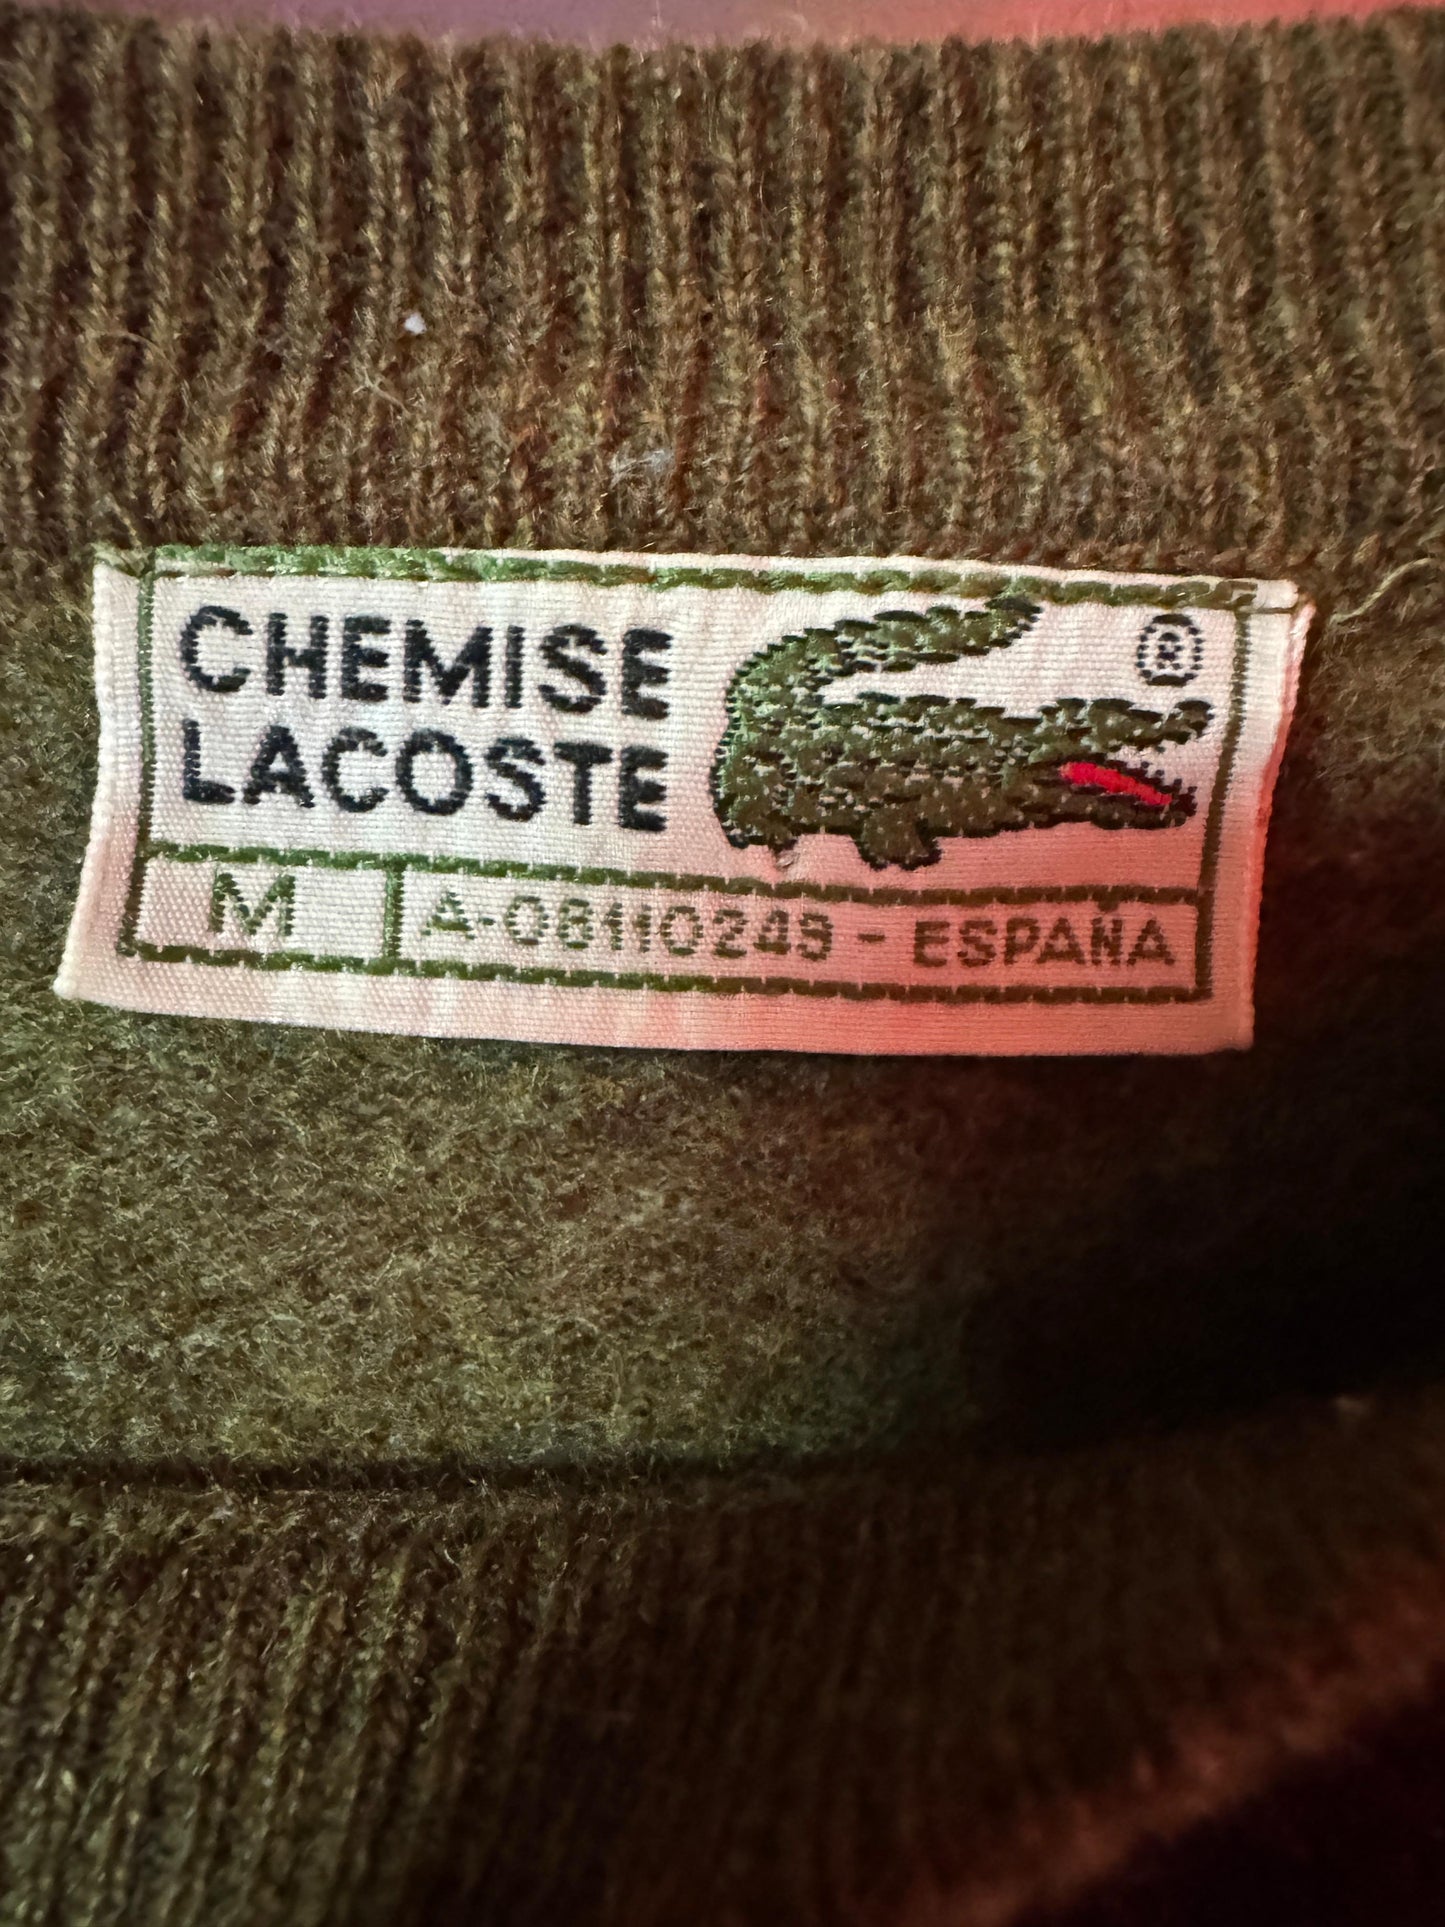 CHEMISE ®
LACOSTE
M A-08110249 - ESPAÑA